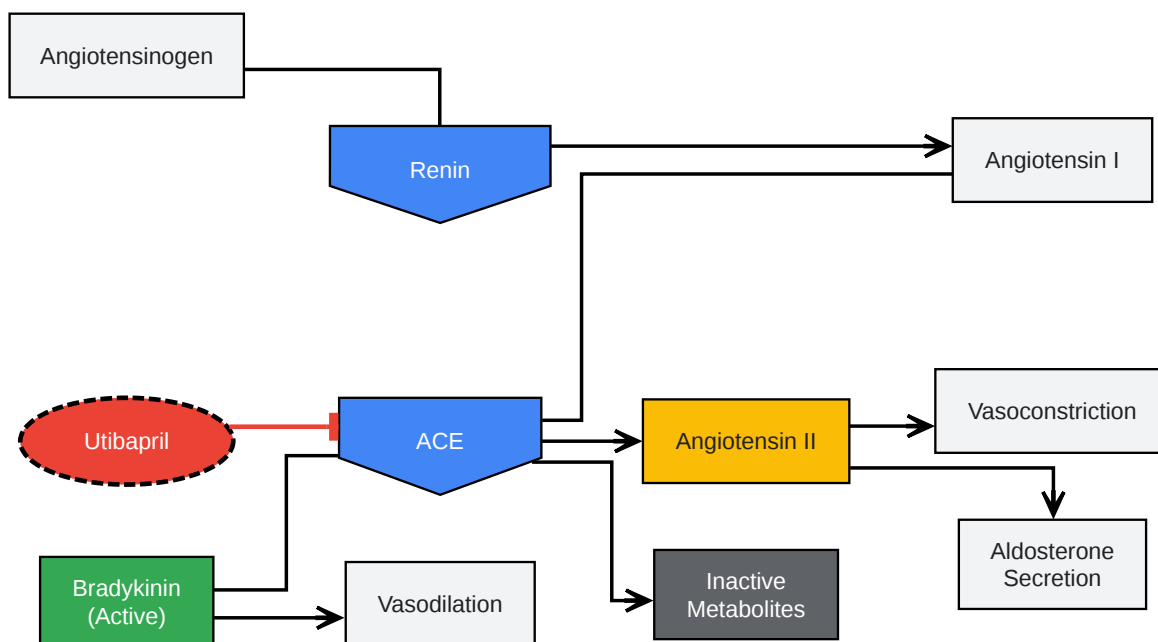 Angiotensinogen
Renin
Angiotensin I
Utibapril
ACE
Angiotensin II
Vasoconstriction
Aldosterone
Secretion
Bradykinin
(Active)
Vasodilation
Inactive
Metabolites